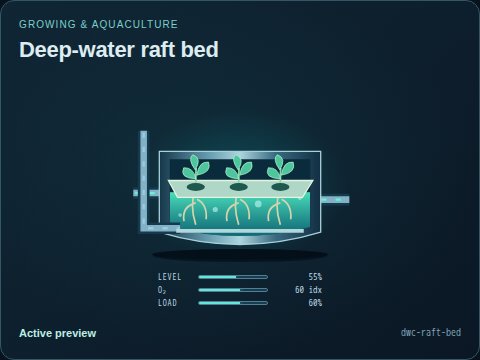 GROWING & AQUACULTURE
Deep-water raft bed
LEVEL 55%
O₂ 60 idx
LOAD 60%
Active preview dwc-raft-bed